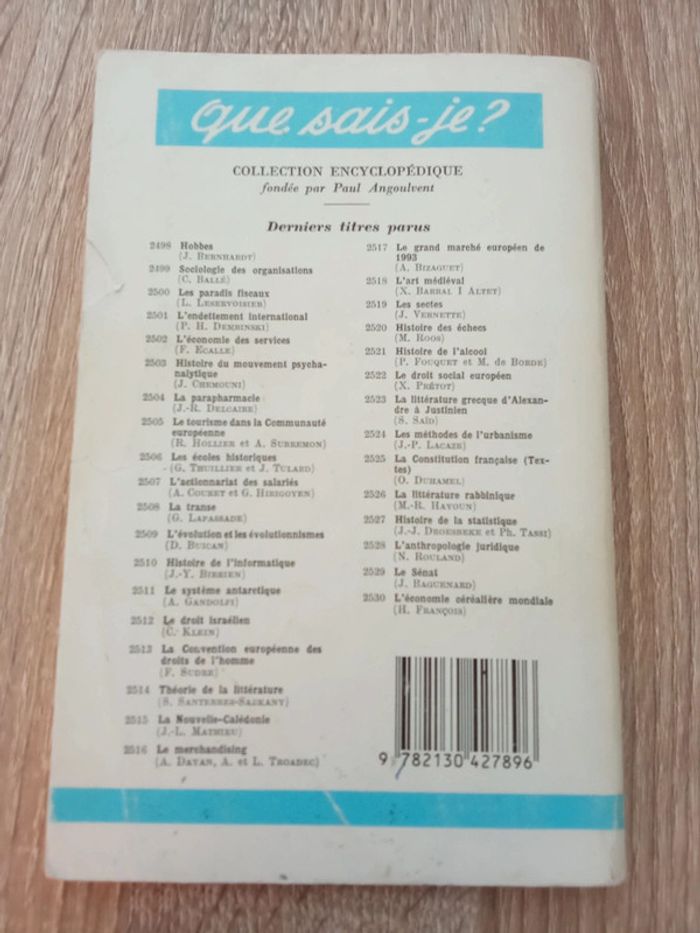 que sais-je?
COLLECTION ENCYCLOPÉDIQUE
fondée par Paul Angoulvent
Derniers titres parus
2498 Hobbes
(J. BERNHARDT)
2499 Sociologie des organisations
(C. BALLÉ)
2500 Les paradis fiscaux
(L. LESERVOISIER)
2501 L'endettement international
(P. H. DEMBINSKI)
2502 L'économie des services
(F. ECALLE)
2503 Histoire du mouvement psycha-
nalytique
(J. CHEMOUNI)
2504 La parapharmacie
(J.-R. DELCAIRE)
2505 Le tourisme dans la Communauté
européenne
(R. HOLLIER et A. SUBREMON)
2506 Les écoles historiques
(G. THUILLIER et J. TULARD)
2507 L'actionnariat des salariés
(A. COURET et G. HIRIGOYEN)
2508 La transe
(G. LAPASSADE)
2509 L'évolution et les évolutionnismes
(D. BUICAN)
2510 Histoire de l'informatique
(J.-Y. BIRRIEN)
2511 Le système antarctique
(A. GANDOLFI)
2512 Le droit israélien
(C. KLEIN)
2513 La Convention européenne des
droits de l'homme
(F. SUDRE)
2514 Théorie de la littérature
(S. SANTERRES-SARKANY)
2515 La Nouvelle-Calédonie
(J.-L. MATHIEU)
2516 Le merchandising
(A. DAYAN, A. et L. TROADEC)
2517 Le grand marché européen de
1993
(A. BIZAGUET)
2518 L'art médiéval
(X. BARRAL I ALTET)
2519 Les sectes
(J. VERNETTE)
2520 Histoire des échecs
(M. ROOS)
2521 Histoire de l'alcool
(P. FOUQUET et M. de BORDE)
2522 Le droit social européen
(X. PRÉTOT)
2523 La littérature grecque d'Alexan-
dre à Justinien
(S. SAÏD)
2524 Les méthodes de l'urbanisme
(J.-P. LACAZE)
2525 La Constitution française (Tex-
tes)
(O. DUHAMEL)
2526 La littérature rabbinique
(M.-R. HAYOUN)
2527 Histoire de la statistique
(J.-J. DROESBEKE et Ph. TASSI)
2528 L'anthropologie juridique
(N. ROULAND)
2529 Le Sénat
(J. BAGUENARD)
2530 L'économie céréalière mondiale
(H. FRANÇOIS)
9 782130 427896